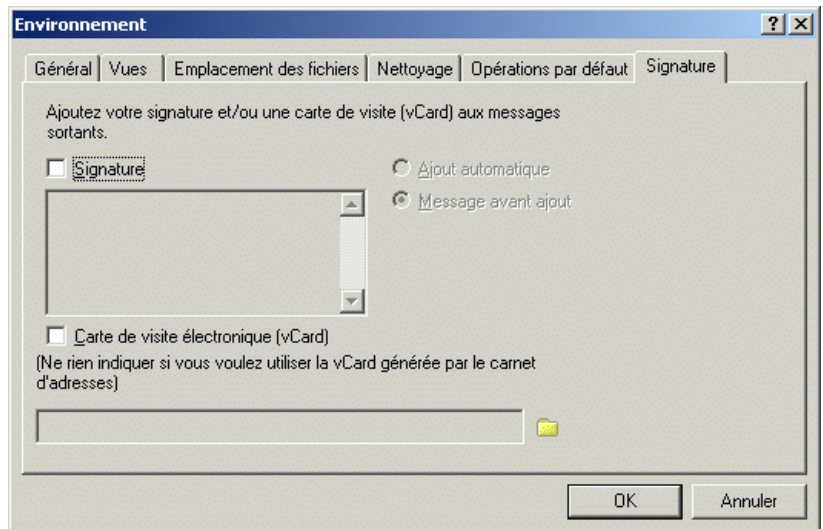 Environnement
Général Vues Emplacement des fichiers Nettoyage Opérations par défaut Signature
Ajoutez votre signature et/ou une carte de visite (vCard) aux messages
sortants.
Signature
Ajout automatique
Message avant ajout
Carte de visite électronique (vCard)
(Ne rien indiquer si vous voulez utiliser la vCard générée par le carnet
d'adresses)
OK Annuler